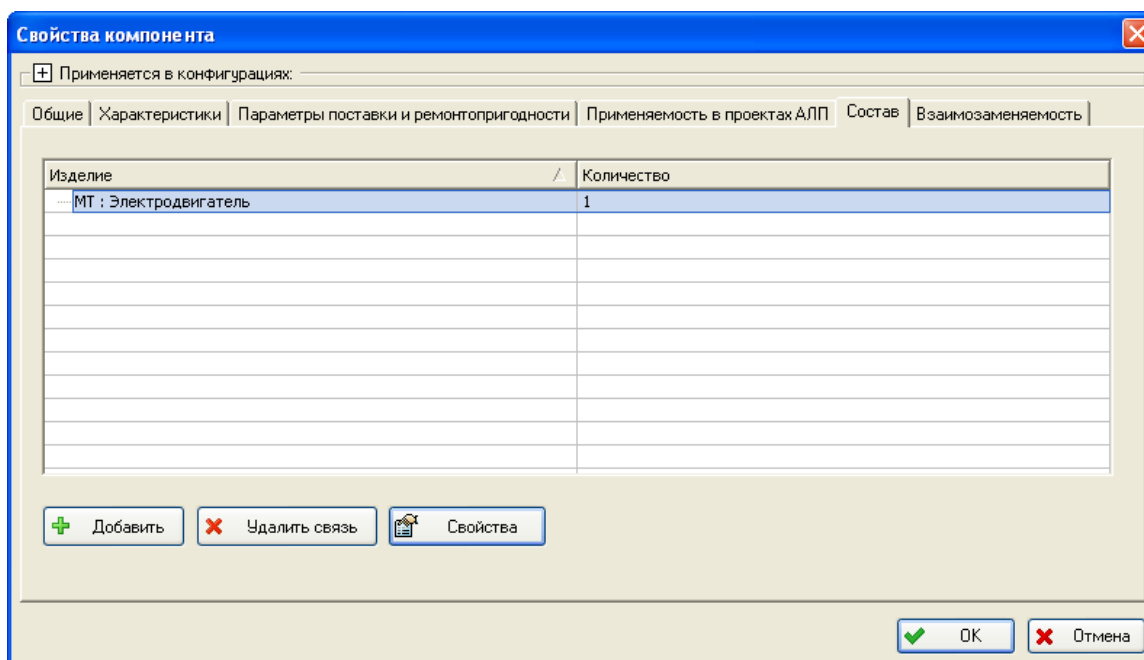 Свойства компонента
Применяется в конфигурациях:
Общие Характеристики Параметры поставки и ремонтопригодности Применяемость в проектах АЛП Состав Взаимозаменяемость
Изделие Количество
МТ : Электродвигатель 1
Добавить Удалить связь Свойства
OK Отмена